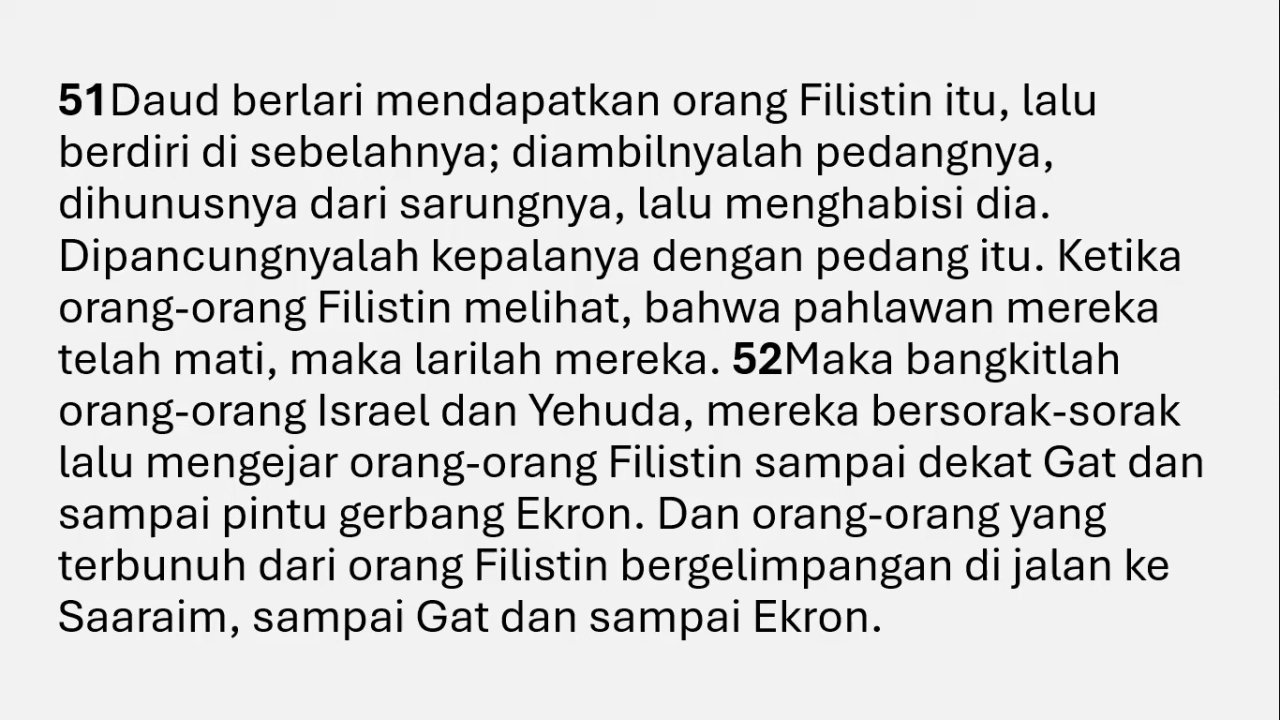 51Daud berlari mendapatkan orang Filistin itu, lalu
berdiri di sebelahnya; diambilnyalah pedangnya,
dihunusnya dari sarungnya, lalu menghabisi dia.
Dipancungnyalah kepalanya dengan pedang itu. Ketika
orang-orang Filistin melihat, bahwa pahlawan mereka
telah mati, maka larilah mereka. 52Maka bangkitlah
orang-orang Israel dan Yehuda, mereka bersorak-sorak
lalu mengejar orang-orang Filistin sampai dekat Gat dan
sampai pintu gerbang Ekron. Dan orang-orang yang
terbunuh dari orang Filistin bergelimpangan di jalan ke
Saaraim, sampai Gat dan sampai Ekron.